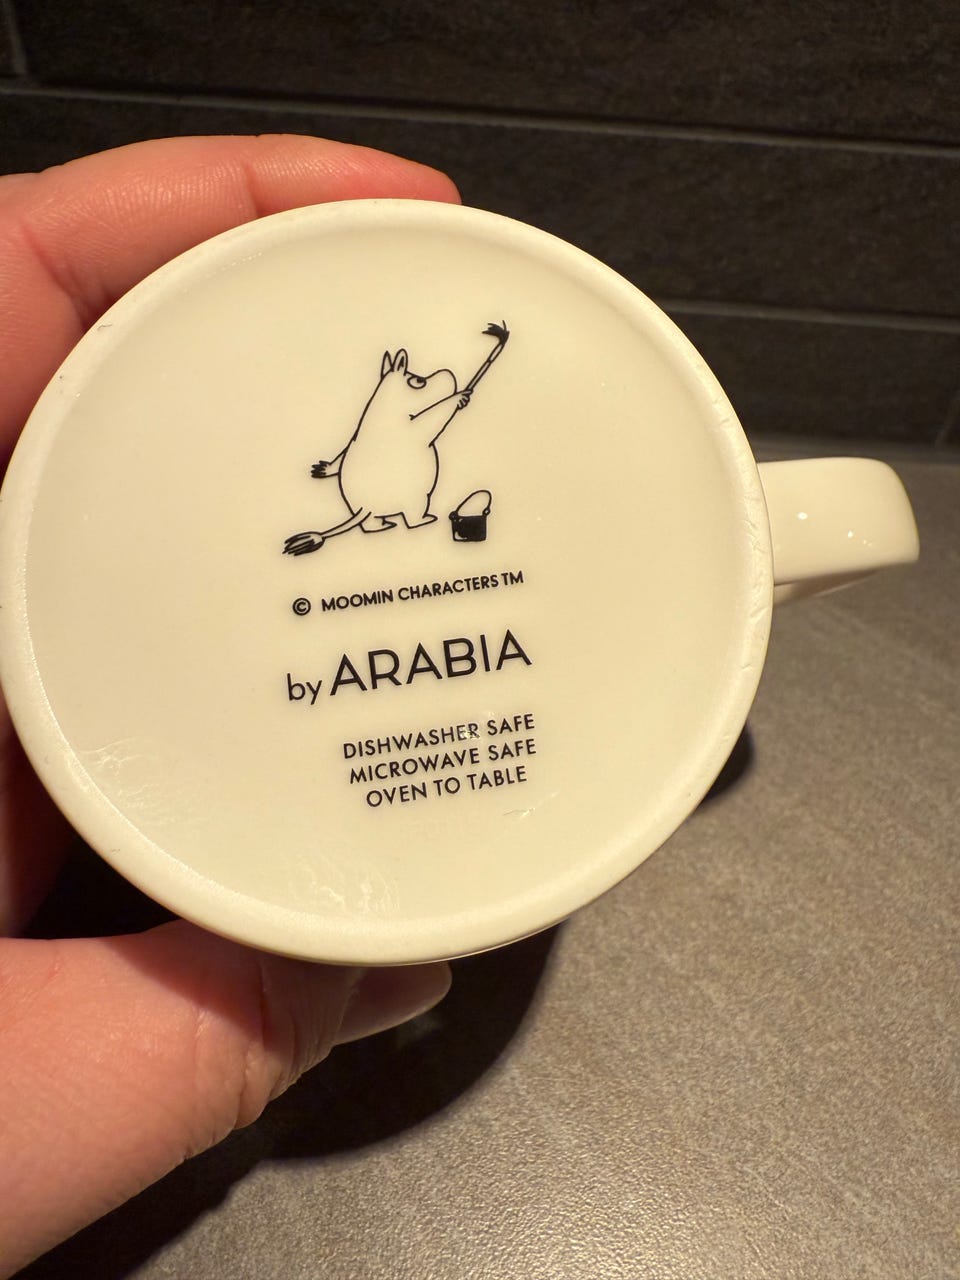 © MOOMIN CHARACTERS TM
by ARABIA
DISHWASHER SAFE
MICROWAVE SAFE
OVEN TO TABLE